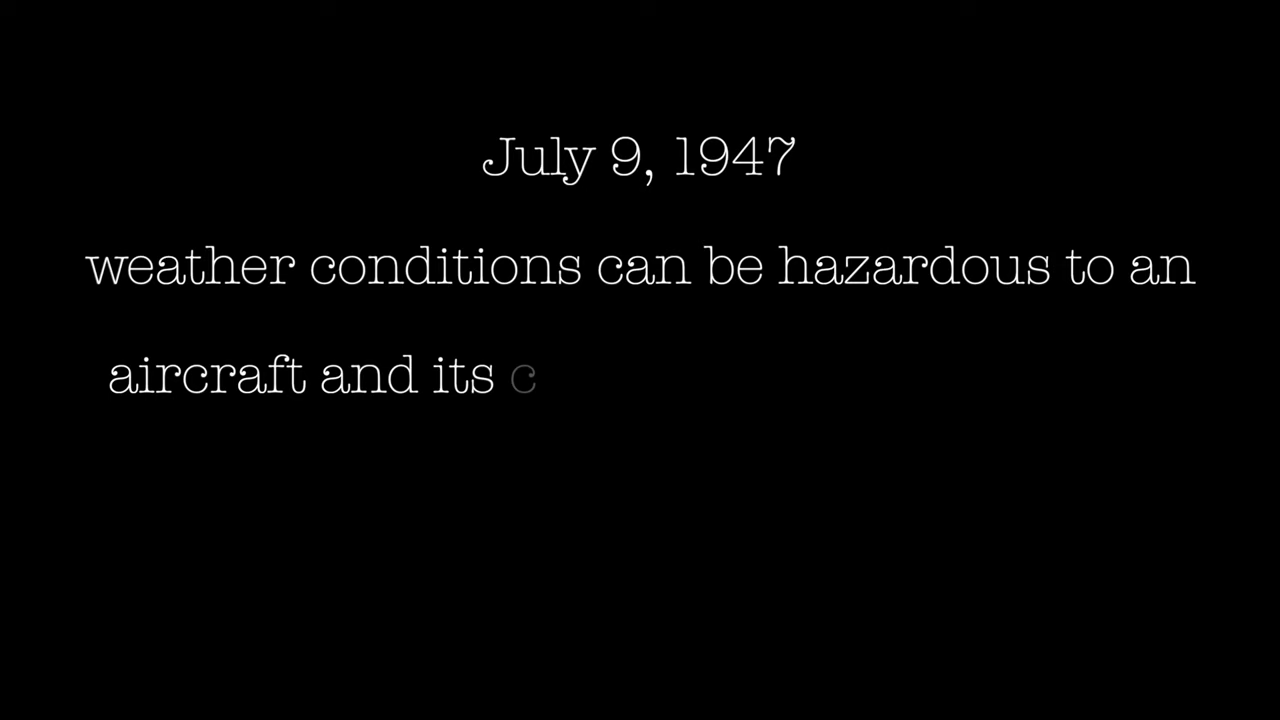 July 9, 1947
weather conditions can be hazardous to an
aircraft and its c